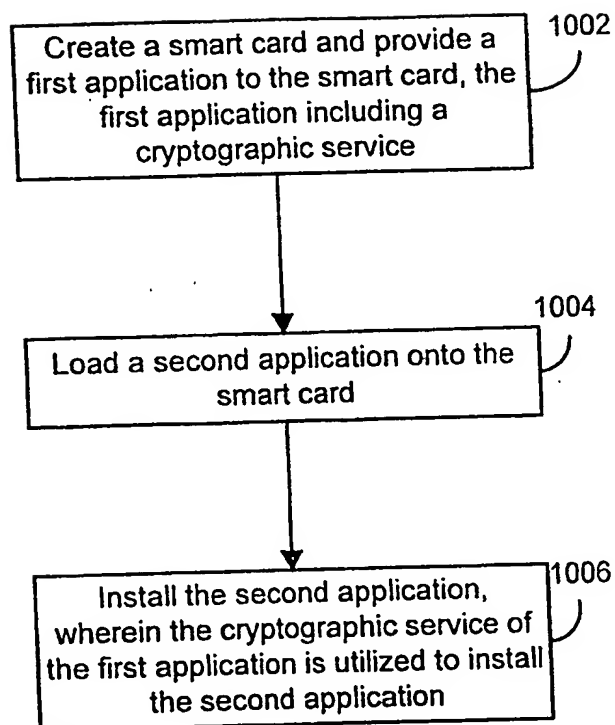 Create a smart card and provide a
first application to the smart card, the
first application including a
cryptographic service
1002
Load a second application onto the
smart card
1004
Install the second application,
wherein the cryptographic service of
the first application is utilized to install
the second application
1006